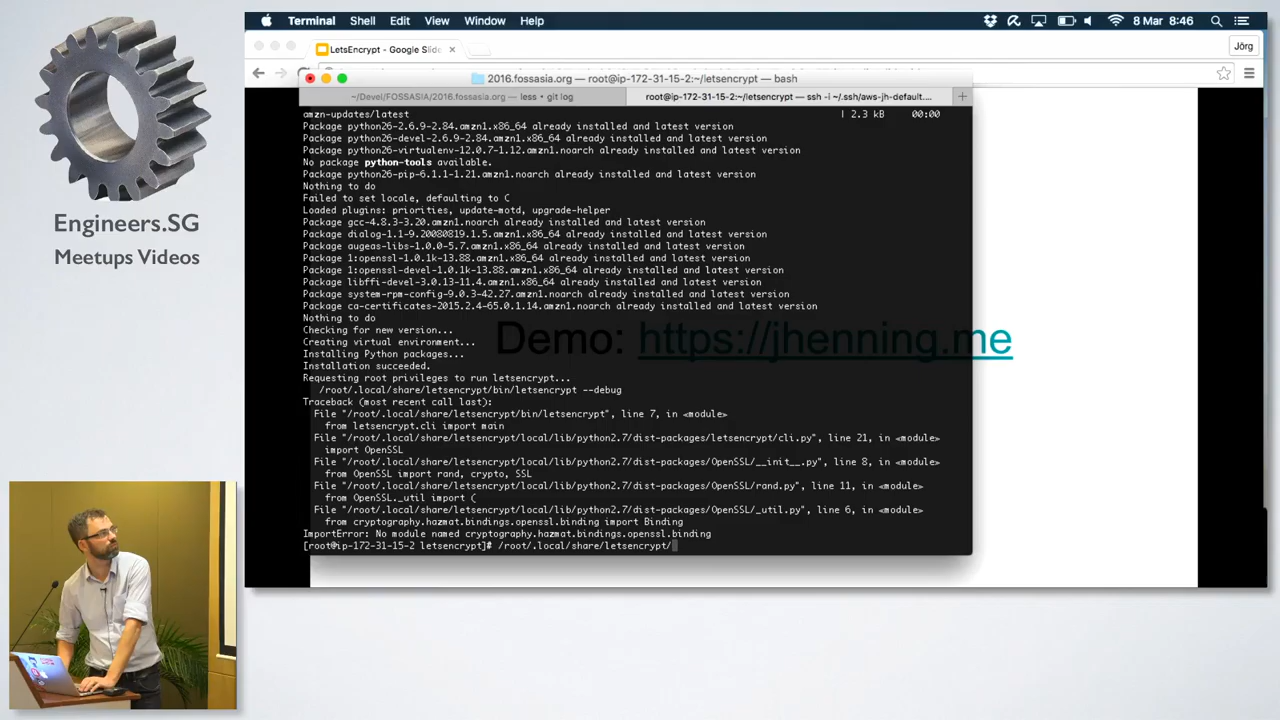 Terminal Shell Edit View Window Help
8 Mar 8:46
LetsEncrypt - Google Slide
Jörg
2016.fossasia.org — root@ip-172-31-15-2:~/letsencrypt — bash
~/Devel/FOSSASIA/2016.fossasia.org — less • git log
root@ip-172-31-15-2:~/letsencrypt — ssh -i ~/.ssh/aws-jh-default....
amzn-updates/latest | 2.3 kB 00:00
Package python26-2.6.9-2.84.amzn1.x86_64 already installed and latest version
Package python26-devel-2.6.9-2.84.amzn1.x86_64 already installed and latest version
Package python26-virtualenv-12.0.7-1.12.amzn1.noarch already installed and latest version
No package python-tools available.
Package python26-pip-6.1.1-1.21.amzn1.noarch already installed and latest version
Nothing to do
Failed to set locale, defaulting to C
Loaded plugins: priorities, update-motd, upgrade-helper
Package gcc-4.8.3-3.20.amzn1.noarch already installed and latest version
Package dialog-1.1-9.20080819.1.5.amzn1.x86_64 already installed and latest version
Package augeas-libs-1.0.0-5.7.amzn1.x86_64 already installed and latest version
Package 1:openssl-1.0.1k-13.88.amzn1.x86_64 already installed and latest version
Package 1:openssl-devel-1.0.1k-13.88.amzn1.x86_64 already installed and latest version
Package libffi-devel-3.0.13-11.4.amzn1.x86_64 already installed and latest version
Package system-rpm-config-9.0.3-42.27.amzn1.noarch already installed and latest version
Package ca-certificates-2015.2.4-65.0.1.14.amzn1.noarch already installed and latest version
Nothing to do
Checking for new version...
Creating virtual environment...
Installing Python packages...
Installation succeeded.
Requesting root privileges to run letsencrypt...
/root/.local/share/letsencrypt/bin/letsencrypt --debug
Traceback (most recent call last):
File "/root/.local/share/letsencrypt/bin/letsencrypt", line 7, in <module>
from letsencrypt.cli import main
File "/root/.local/share/letsencrypt/local/lib/python2.7/dist-packages/letsencrypt/cli.py", line 21, in <module>
import OpenSSL
File "/root/.local/share/letsencrypt/local/lib/python2.7/dist-packages/OpenSSL/__init__.py", line 8, in <module>
from OpenSSL import rand, crypto, SSL
File "/root/.local/share/letsencrypt/local/lib/python2.7/dist-packages/OpenSSL/rand.py", line 11, in <module>
from OpenSSL._util import (
File "/root/.local/share/letsencrypt/local/lib/python2.7/dist-packages/OpenSSL/_util.py", line 6, in <module>
from cryptography.hazmat.bindings.openssl.binding import Binding
ImportError: No module named cryptography.hazmat.bindings.openssl.binding
[root@ip-172-31-15-2 letsencrypt]# /root/.local/share/letsencrypt/
Demo: https://jhenning.me
Engineers.SG
Meetups Videos